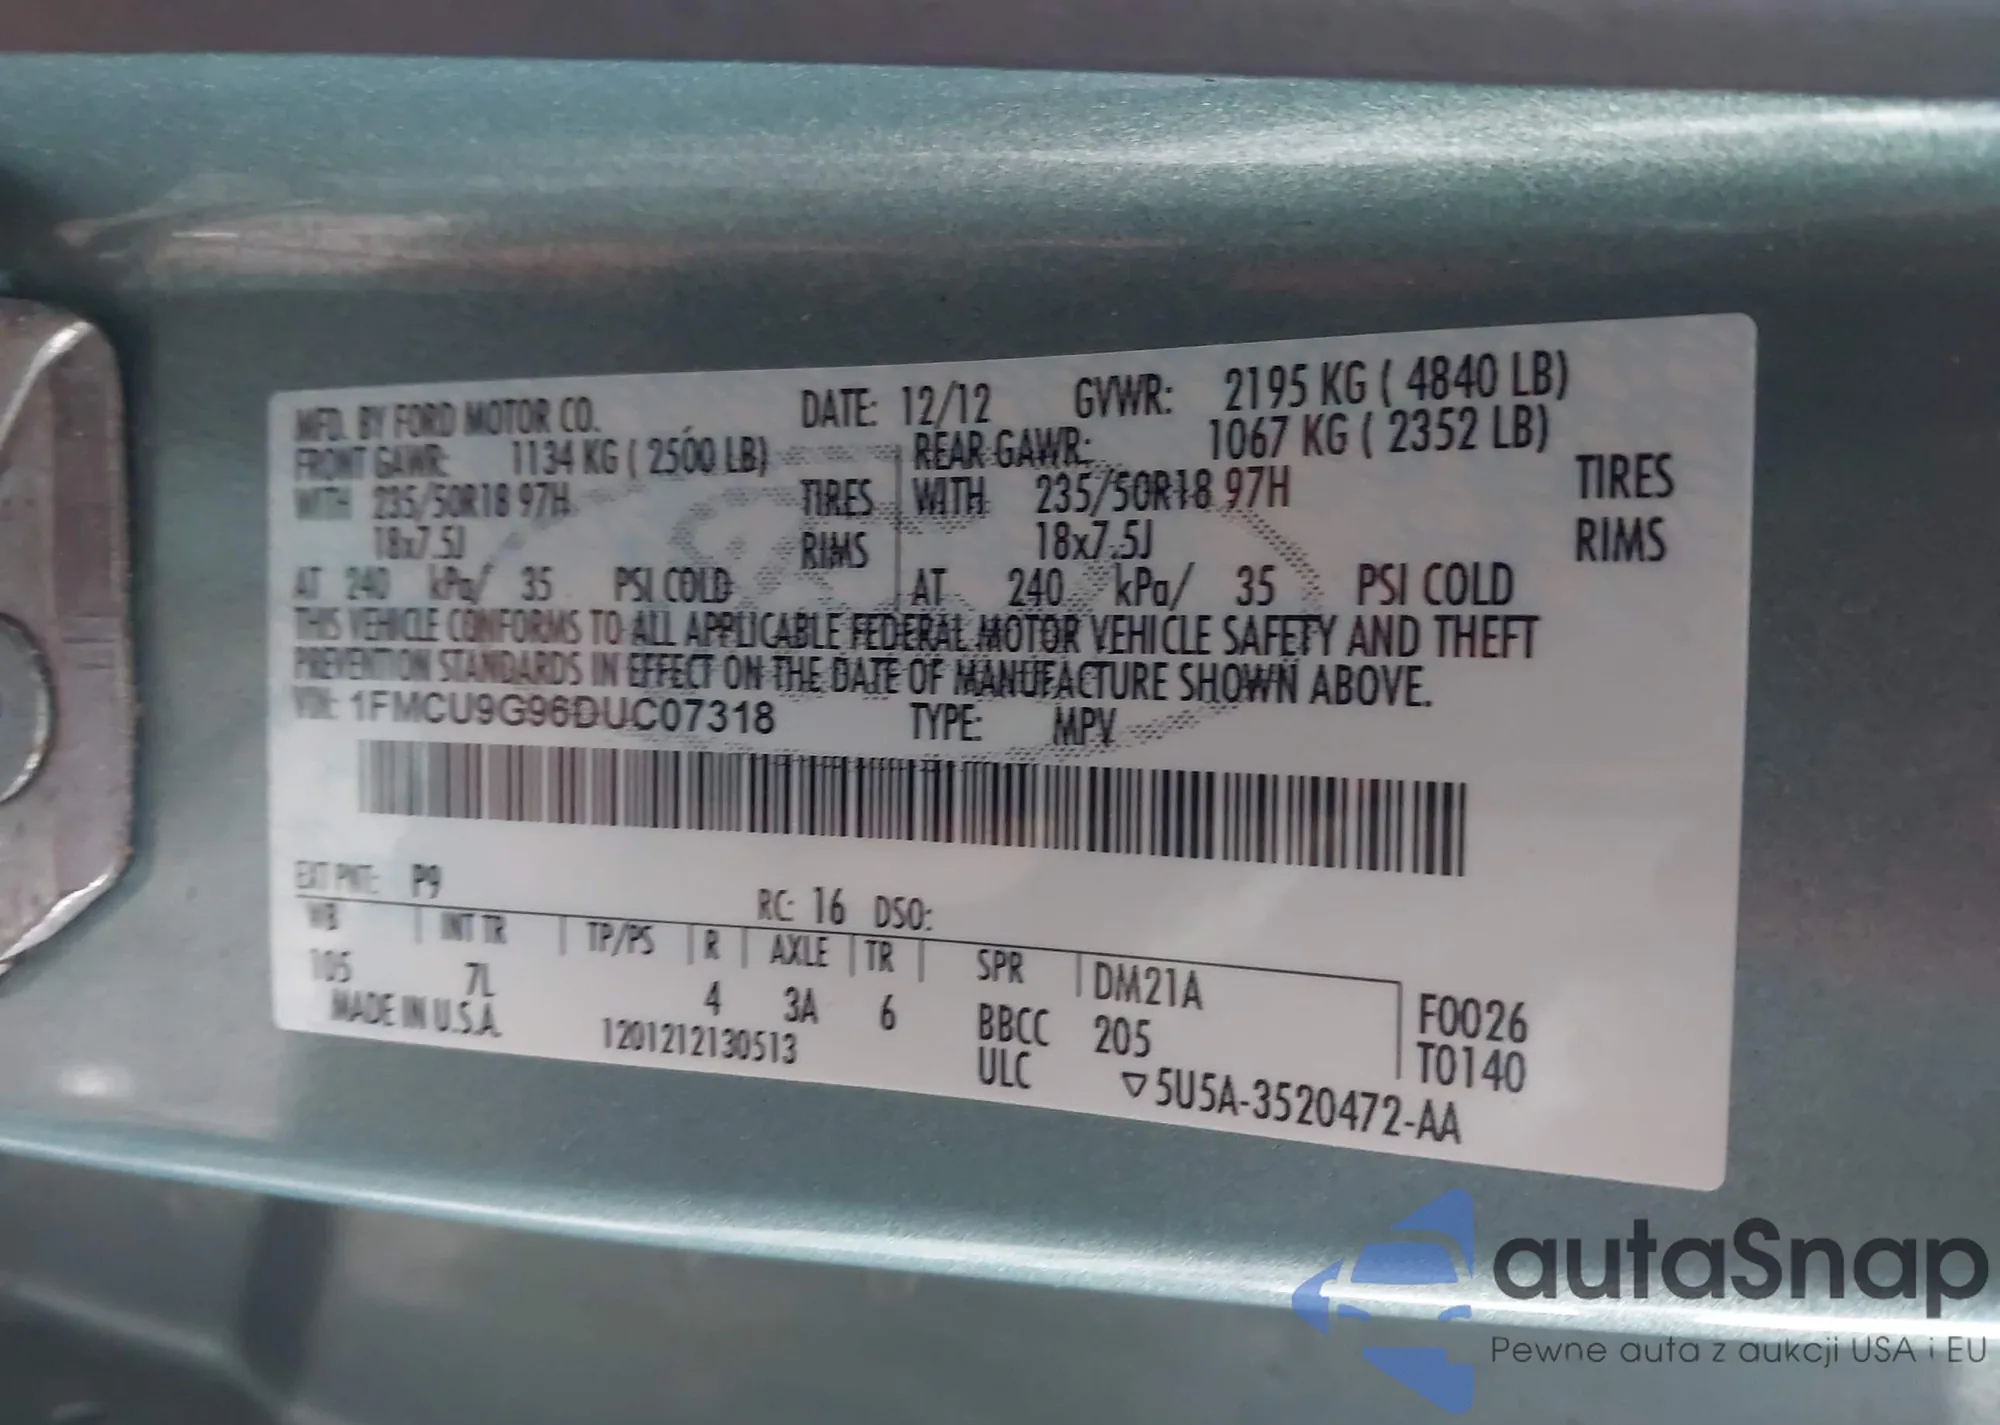 MFD. BY FORD MOTOR CO. DATE: 12/12 GVWR: 2195 KG ( 4840 LB)
FRONT GAWR: 1134 KG ( 2500 LB) REAR GAWR: 1067 KG ( 2352 LB)
WITH 235/50R18 97H TIRES WITH 235/50R18 97H TIRES
18x7.5J RIMS 18x7.5J RIMS
AT 240 kPa/ 35 PSI COLD AT 240 kPa/ 35 PSI COLD
THIS VEHICLE CONFORMS TO ALL APPLICABLE FEDERAL MOTOR VEHICLE SAFETY AND THEFT
PREVENTION STANDARDS IN EFFECT ON THE DATE OF MANUFACTURE SHOWN ABOVE.
VIN: 1FMCU9G96DUC07318 TYPE: MPV
EXT PNT: P9 RC: 16 DSO:
WB INT TR TP/PS R AXLE TR SPR DM21A F0026
105 7L 4 3A 6 BBCC 205 T0140
MADE IN U.S.A. 1201212130513 ULC ▽5U5A-3520472-AA
autaSnap
Pewne auta z aukcji USA i EU